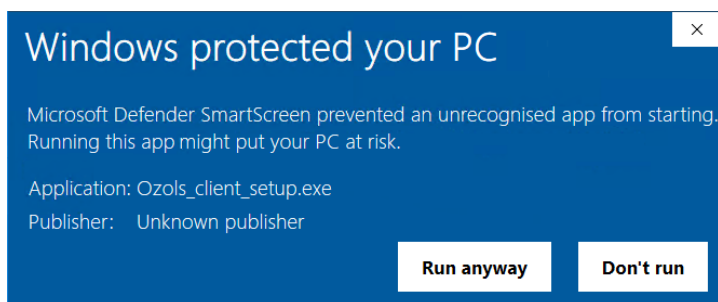 Windows protected your PC
Microsoft Defender SmartScreen prevented an unrecognised app from starting.
Running this app might put your PC at risk.
Application: Ozols_client_setup.exe
Publisher: Unknown publisher
Run anyway Don't run